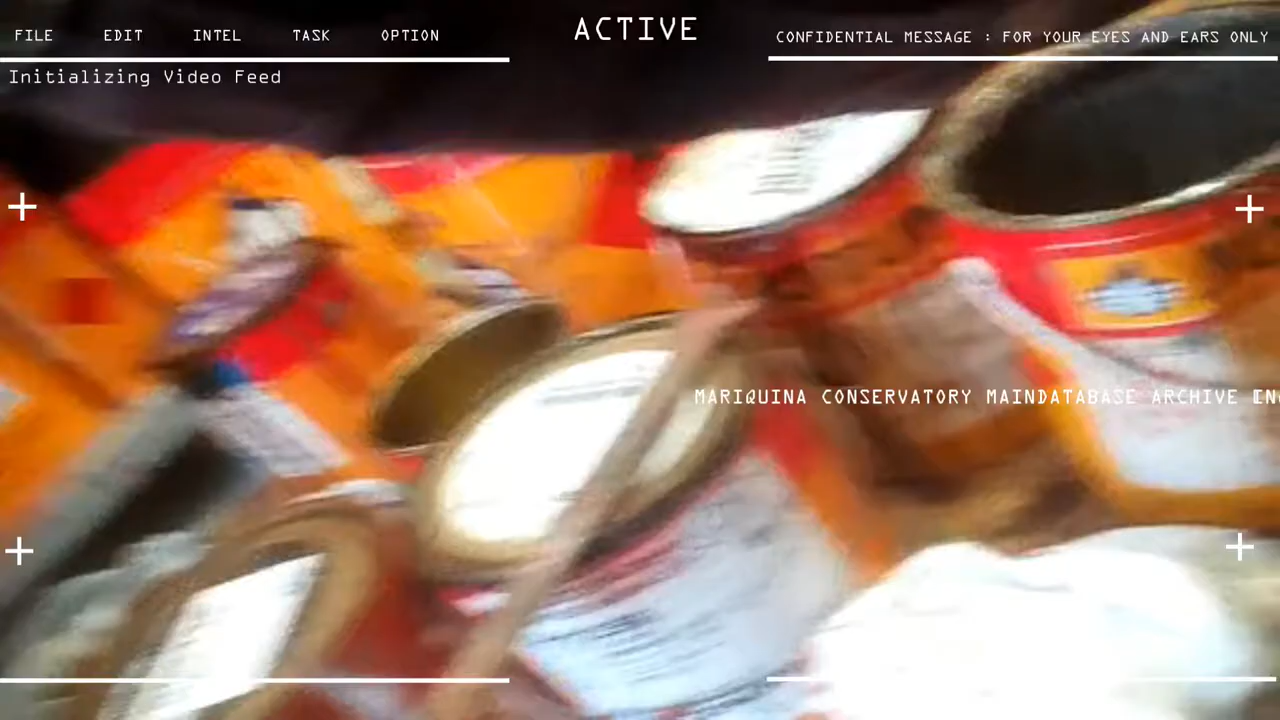 FILE EDIT INTEL TASK OPTION
ACTIVE
CONFIDENTIAL MESSAGE : FOR YOUR EYES AND EARS ONLY
Initializing Video Feed
MARIQUINA CONSERVATORY MAINDATABASE ARCHIVE